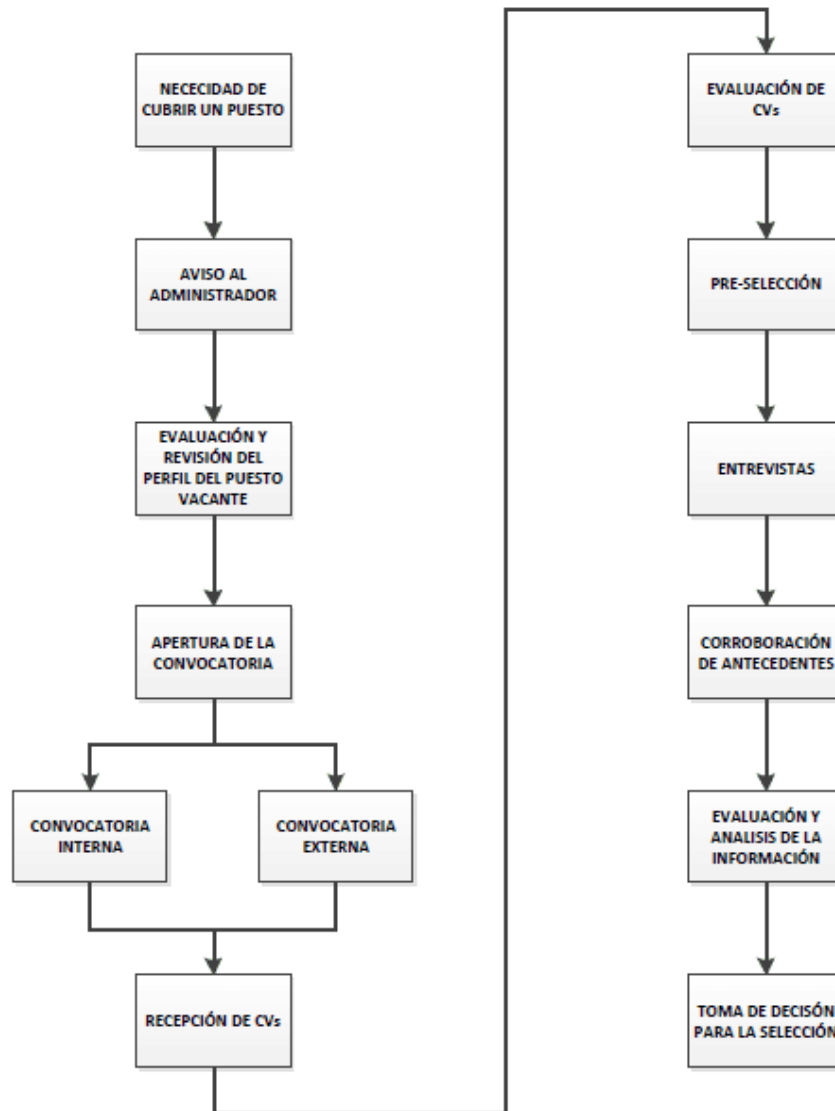 NECECIDAD DE
CUBRIR UN PUESTO
AVISO AL
ADMINISTRADOR
EVALUACIÓN Y
REVISIÓN DEL
PERFIL DEL PUESTO
VACANTE
APERTURA DE LA
CONVOCATORIA
CONVOCATORIA
INTERNA
CONVOCATORIA
EXTERNA
RECEPCIÓN DE CVs
EVALUACIÓN DE
CVs
PRE-SELECCIÓN
ENTREVISTAS
CORROBORACIÓN
DE ANTECEDENTES
EVALUACIÓN Y
ANALISIS DE LA
INFORMACIÓN
TOMA DE DECISÓN
PARA LA SELECCIÓN